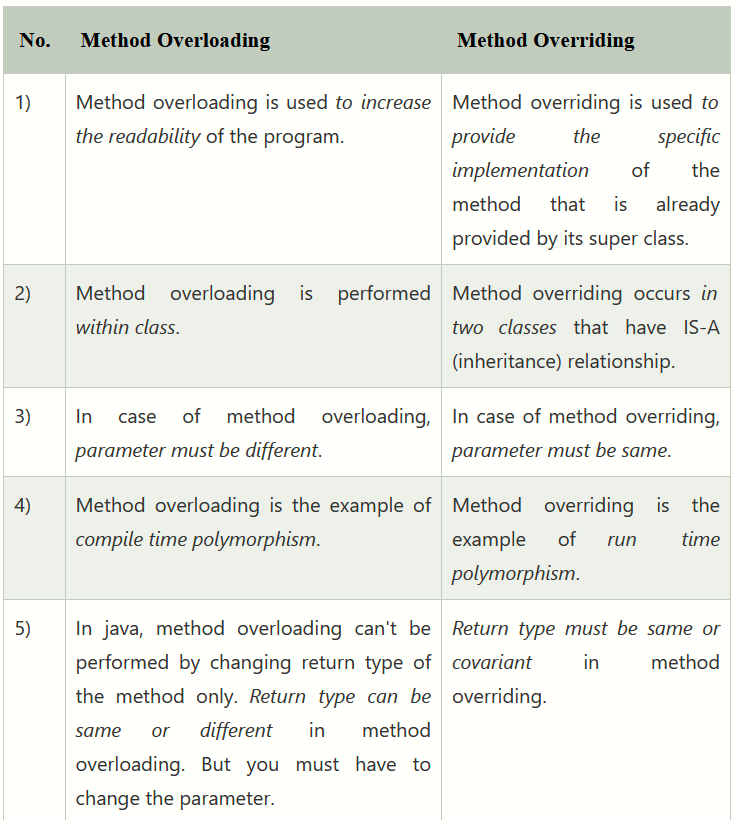 No. Method Overloading Method Overriding
1) Method overloading is used to increase
the readability of the program.
Method overriding is used to
provide the specific
implementation of the
method that is already
provided by its super class.
2) Method overloading is performed
within class.
Method overriding occurs in
two classes that have IS-A
(inheritance) relationship.
3) In case of method overloading,
parameter must be different.
In case of method overriding,
parameter must be same.
4) Method overloading is the example of
compile time polymorphism.
Method overriding is the
example of run time
polymorphism.
5) In java, method overloading can't be
performed by changing return type of
the method only. Return type can be
same or different in method
overloading. But you must have to
change the parameter.
Return type must be same or
covariant in method
overriding.